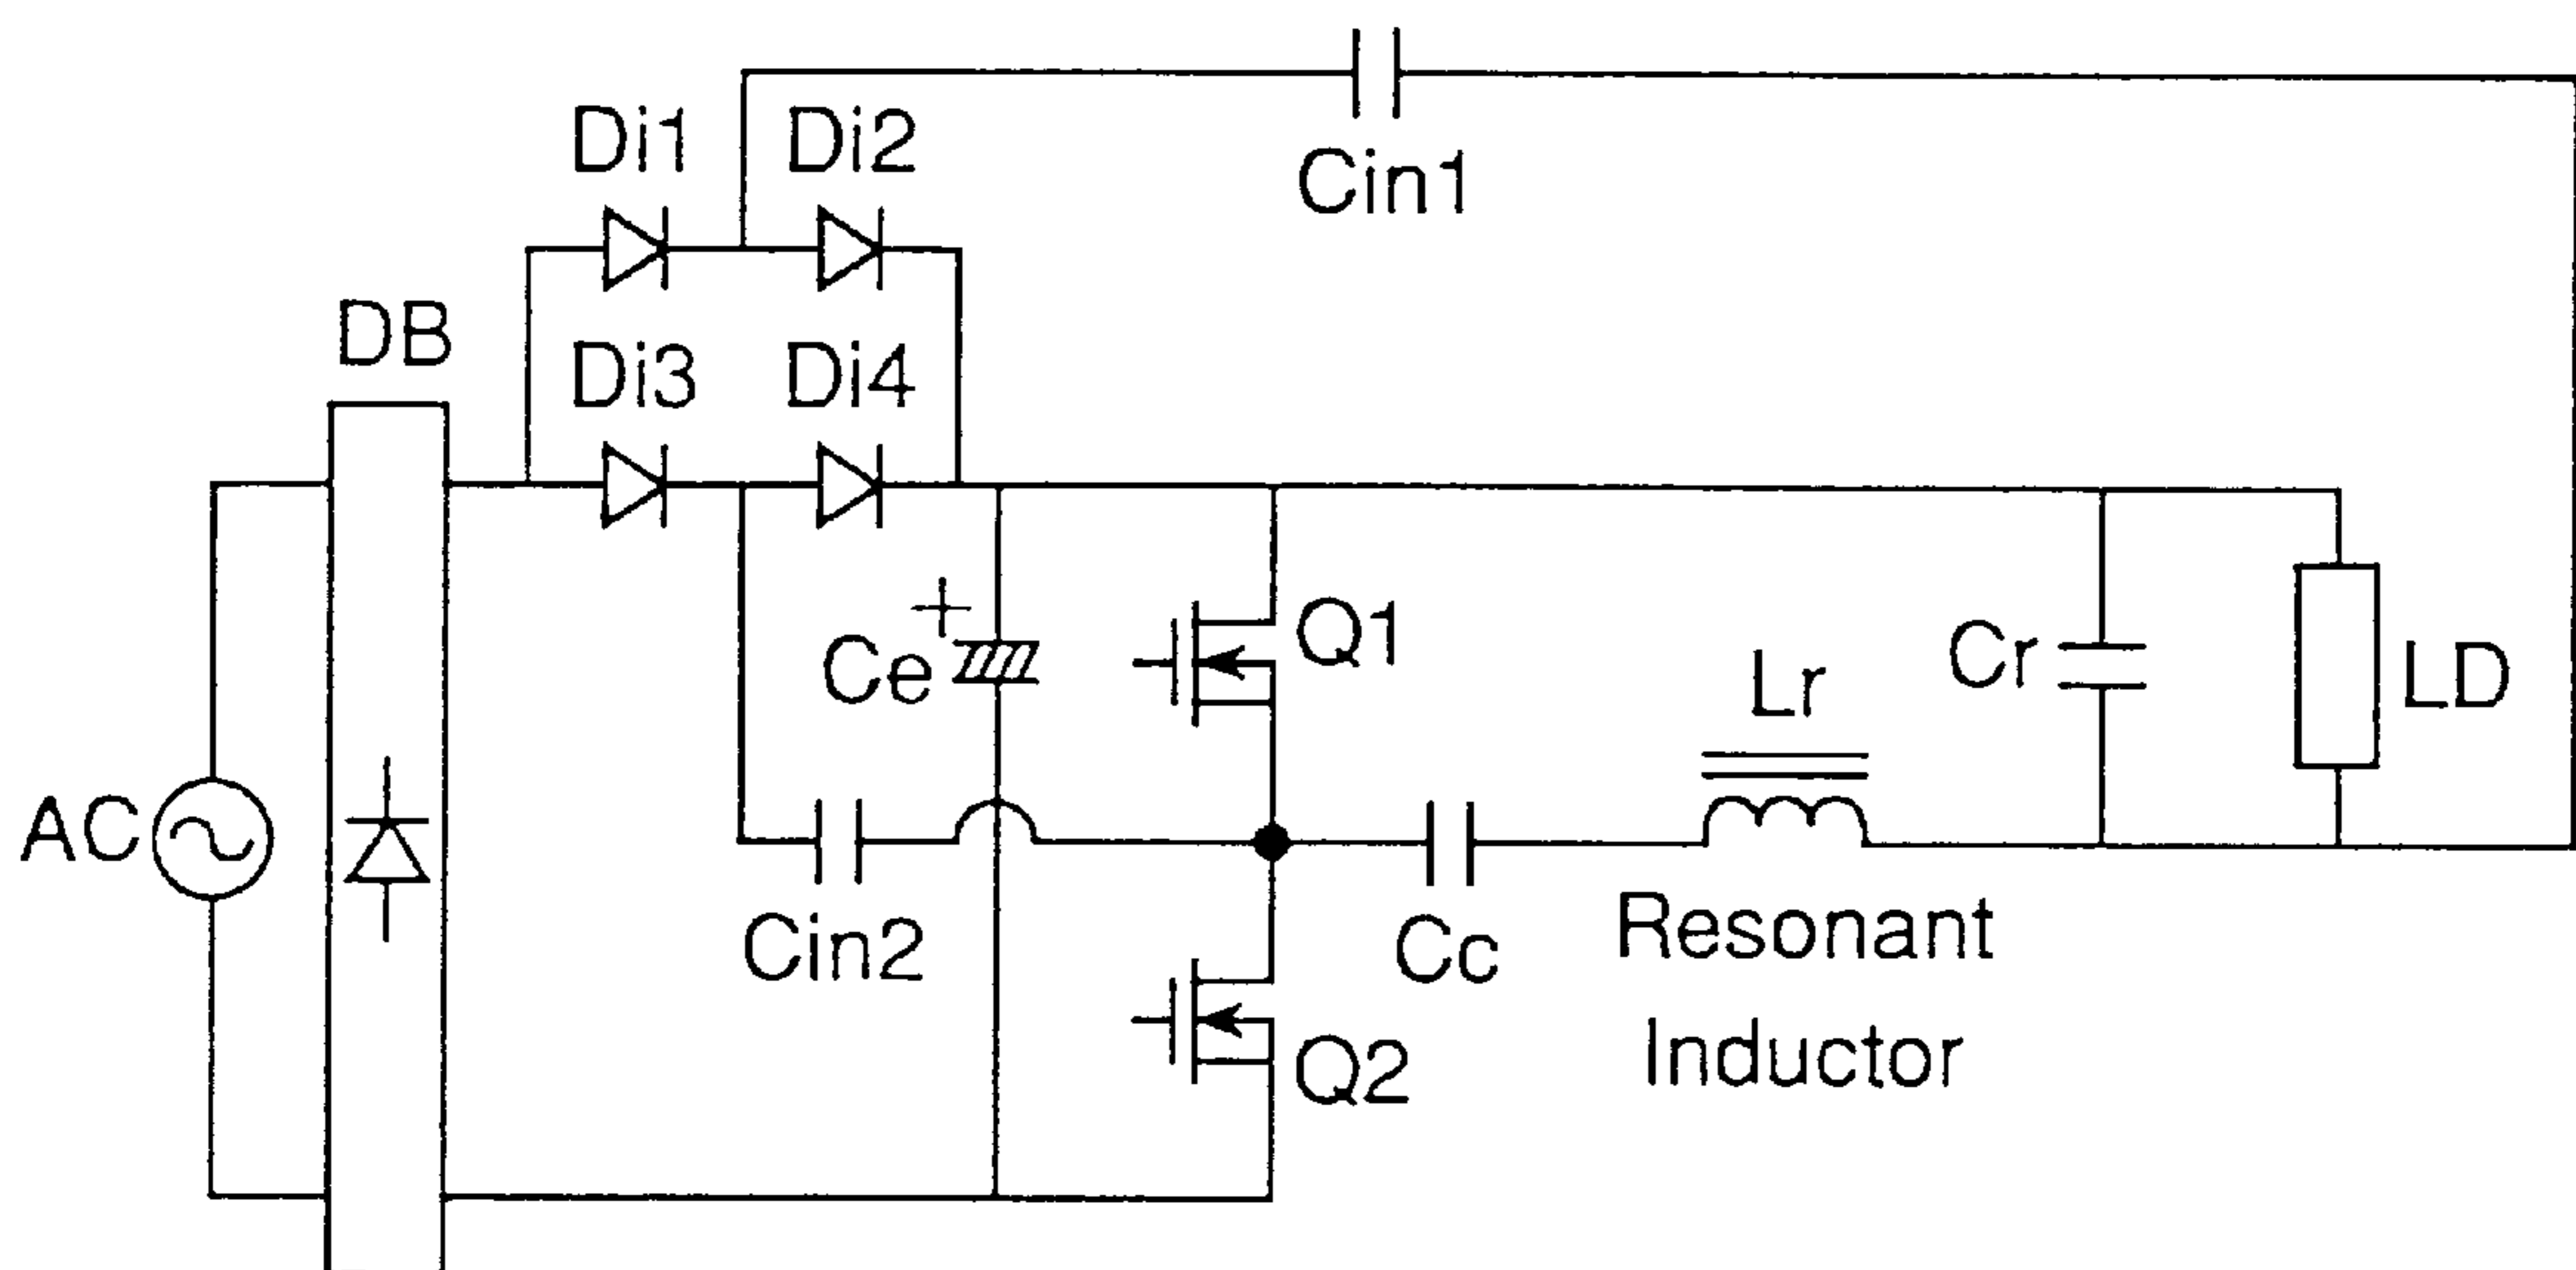 Cin1
Di1
Di2
DB
Di3
Di4
+
Ce
Q1
Lr
Cr
LD
AC
Cin2
Cc
Resonant
Inductor
Q2